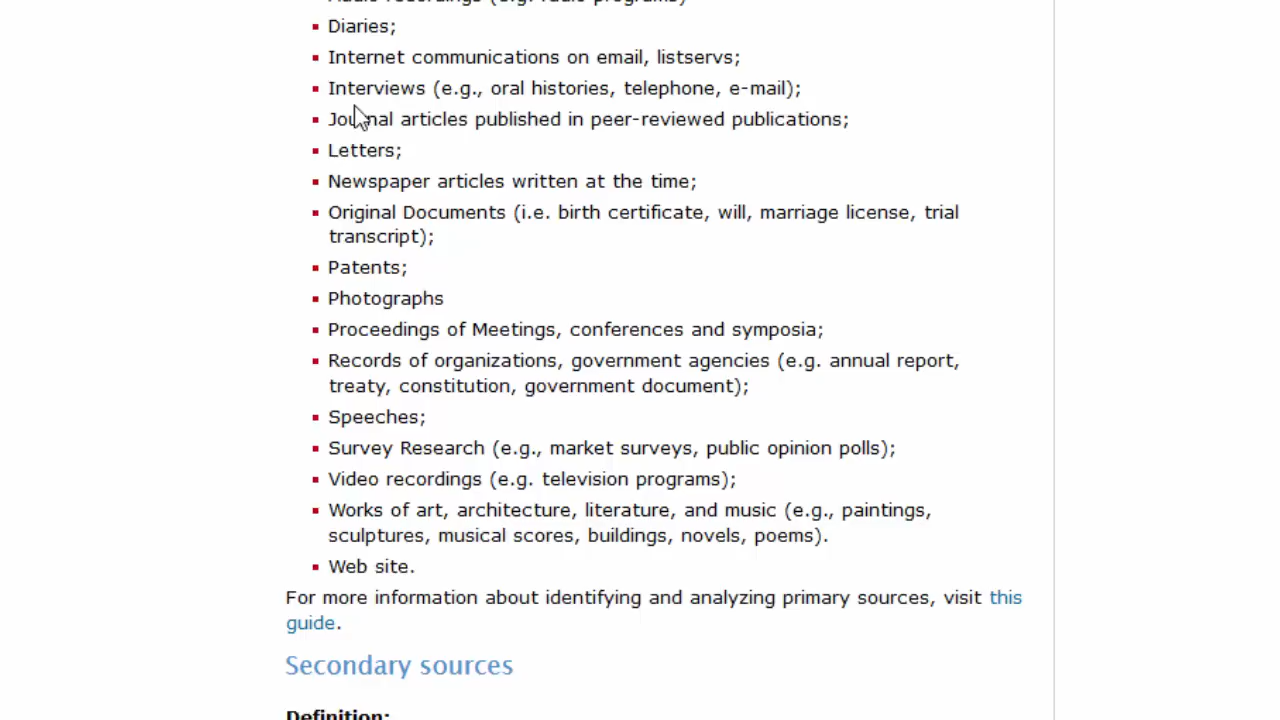 Audio recordings (e.g. radio programs)
Diaries;
Internet communications on email, listservs;
Interviews (e.g., oral histories, telephone, e-mail);
Journal articles published in peer-reviewed publications;
Letters;
Newspaper articles written at the time;
Original Documents (i.e. birth certificate, will, marriage license, trial
transcript);
Patents;
Photographs
Proceedings of Meetings, conferences and symposia;
Records of organizations, government agencies (e.g. annual report,
treaty, constitution, government document);
Speeches;
Survey Research (e.g., market surveys, public opinion polls);
Video recordings (e.g. television programs);
Works of art, architecture, literature, and music (e.g., paintings,
sculptures, musical scores, buildings, novels, poems).
Web site.
For more information about identifying and analyzing primary sources, visit this
guide.
Secondary sources
Definition: